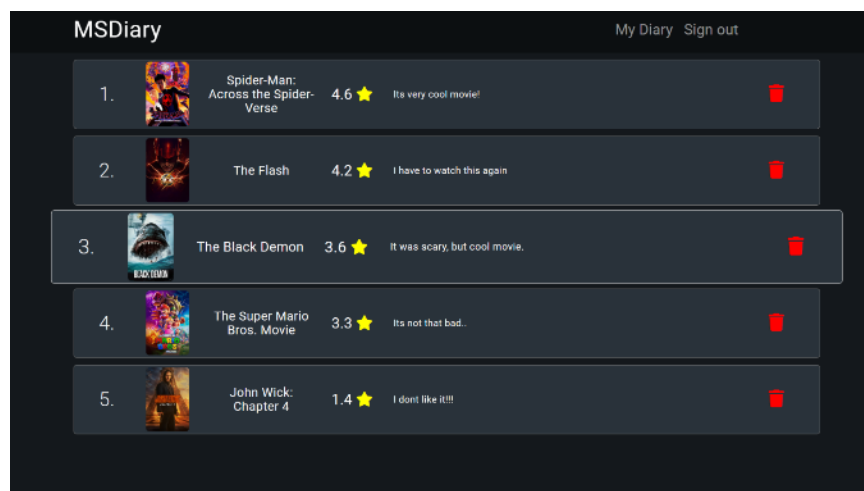 MSDiary
My Diary Sign out
1.
Spider-Man:
Across the Spider-
Verse
4.6
Its very cool movie!
2.
The Flash
4.2
I have to watch this again
3.
BLACK DEMON
The Black Demon
3.6
It was scary, but cool movie.
4.
The Super Mario
Bros. Movie
3.3
Its not that bad..
5.
John Wick:
Chapter 4
1.4
I dont like it!!!